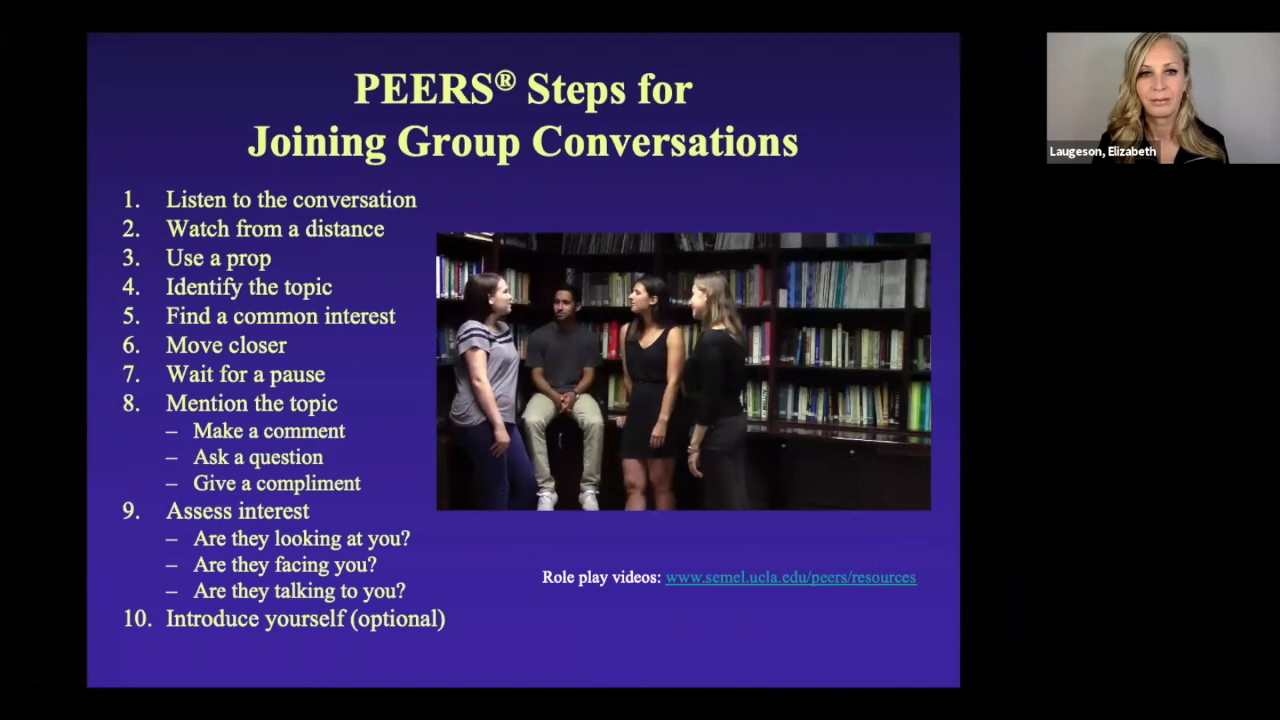 PEERS® Steps for
Joining Group Conversations
1. Listen to the conversation
2. Watch from a distance
3. Use a prop
4. Identify the topic
5. Find a common interest
6. Move closer
7. Wait for a pause
8. Mention the topic
– Make a comment
– Ask a question
– Give a compliment
9. Assess interest
– Are they looking at you?
– Are they facing you?
– Are they talking to you?
10. Introduce yourself (optional)
Role play videos: www.semel.ucla.edu/peers/resources
Laugeson, Elizabeth